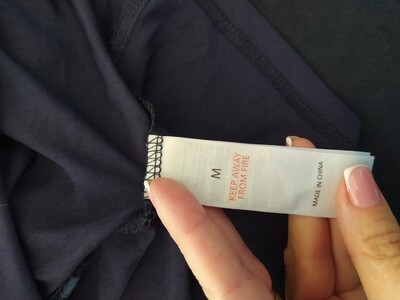 M
KEEP AWAY
FROM FIRE
MADE IN CHINA